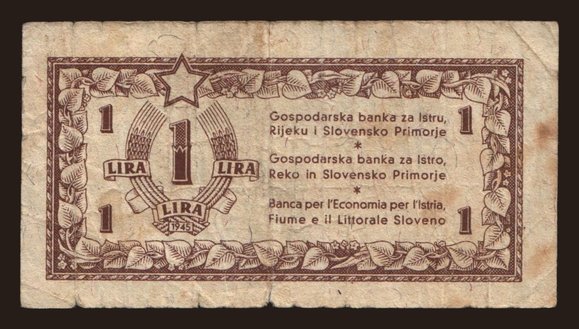 1
1
1
LIRA
LIRA
LIRA
1945
1
Gospodarska banka za Istru,
Rijeku i Slovensko Primorje
*
Gospodarska banka za Istro,
Reko in Slovensko Primorje
*
Banca per l'Economia per l'Istria,
Fiume e il Littorale Sloveno
1